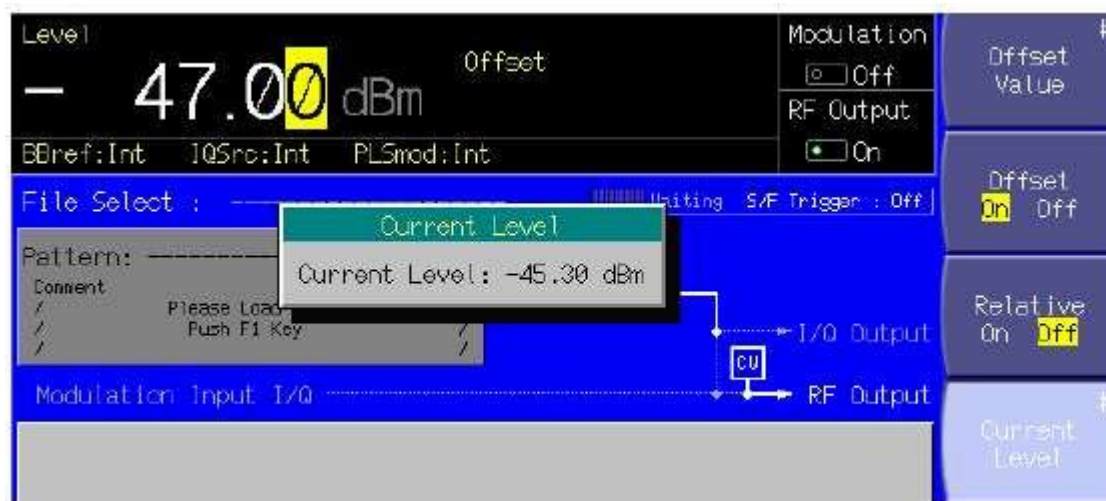 Level
- 47.00 dBm
Offset
Modulation
Off
RF Output
On
BBref:Int IQSrc:Int PLSmod:Int
File Select : ----------
Waiting S/F Trigger : Off
Current Level
Current Level: -45.30 dBm
Pattern: ----------
Comment
/ Please Load
/ Push F1 Key /
/ /
I/Q Output
CW
Modulation Input I/Q
RF Output
Offset
Value
Offset
On Off
Relative
On Off
Current
Level